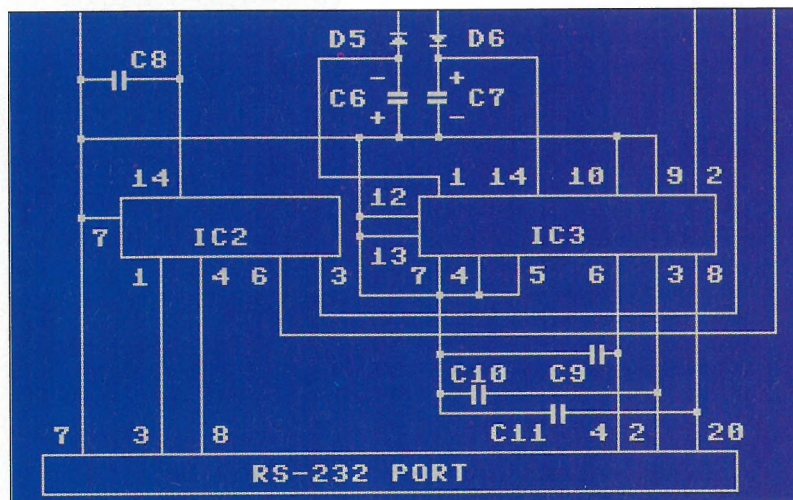 D5 D6
C8
- +
C6 C7
+ -
14 1 14 10 9 2
12
7 IC2 IC3
13
1 4 6 3 7 4 5 6 3 8
C10 C9
7 3 8 C11 4 2 20
RS-232 PORT